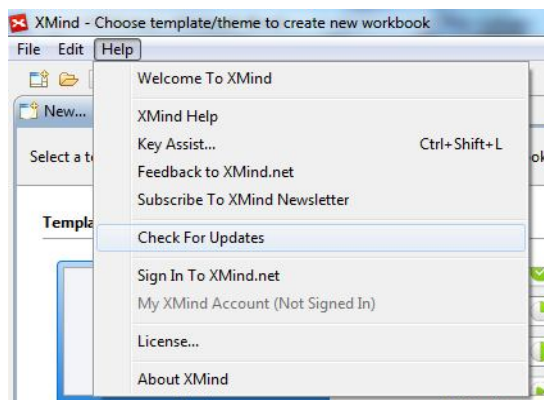 XMind - Choose template/theme to create new workbook
File Edit Help
Welcome To XMind
New...
XMind Help
Key Assist... Ctrl+Shift+L
Select a
Feedback to XMind.net
Subscribe To XMind Newsletter
Templa
Check For Updates
Sign In To XMind.net
My XMind Account (Not Signed In)
License...
About XMind